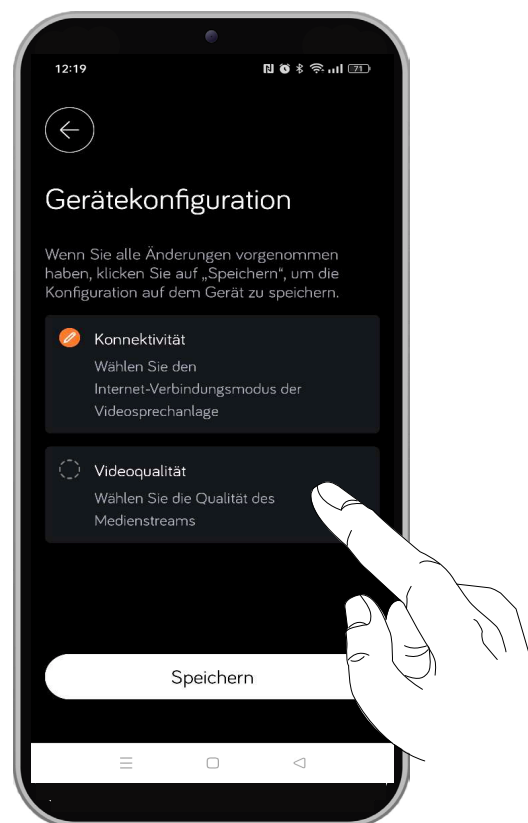 12:19
71
Gerätekonfiguration
Wenn Sie alle Änderungen vorgenommen
haben, klicken Sie auf „Speichern“, um die
Konfiguration auf dem Gerät zu speichern.
Konnektivität
Wählen Sie den
Internet-Verbindungsmodus der
Videosprechanlage
Videoqualität
Wählen Sie die Qualität des
Medienstreams
Speichern